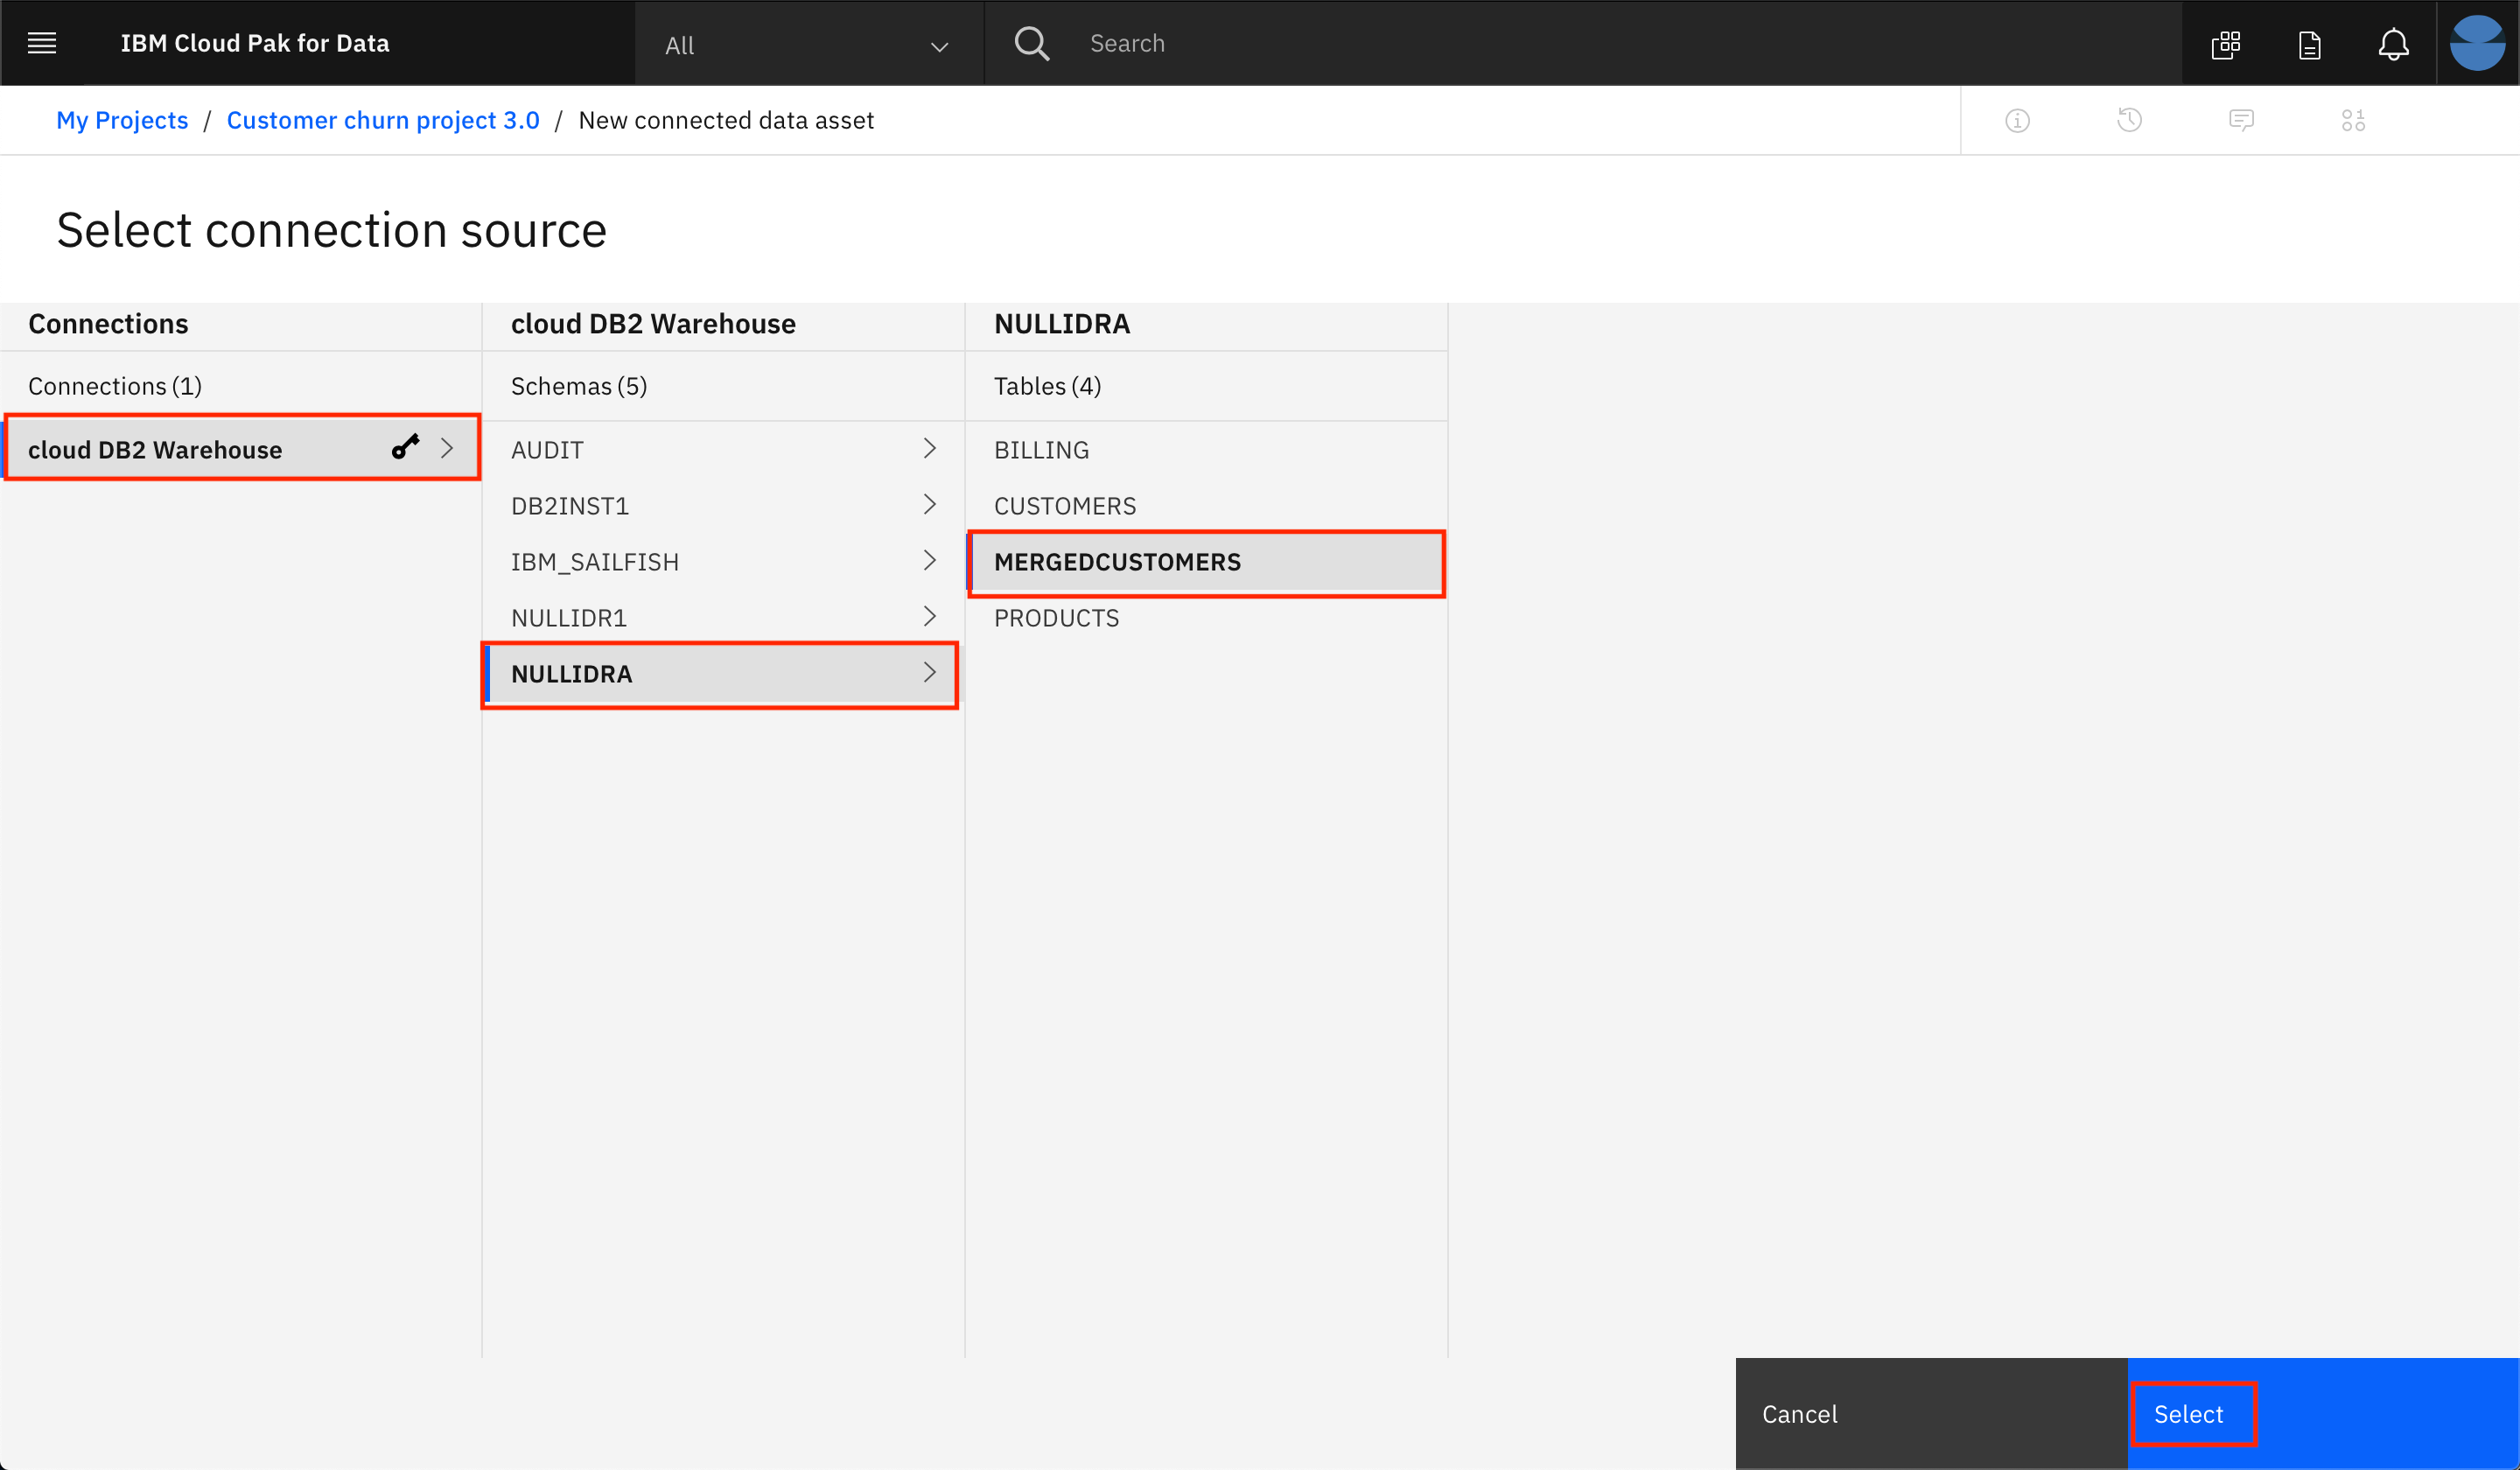 IBM Cloud Pak for Data
All
Search
My Projects / Customer churn project 3.0 / New connected data asset
Select connection source
Connections
Connections (1)
cloud DB2 Warehouse
cloud DB2 Warehouse
Schemas (5)
AUDIT
DB2INST1
IBM_SAILFISH
NULLIDR1
NULLIDRA
NULLIDRA
Tables (4)
BILLING
CUSTOMERS
MERGEDCUSTOMERS
PRODUCTS
Cancel
Select